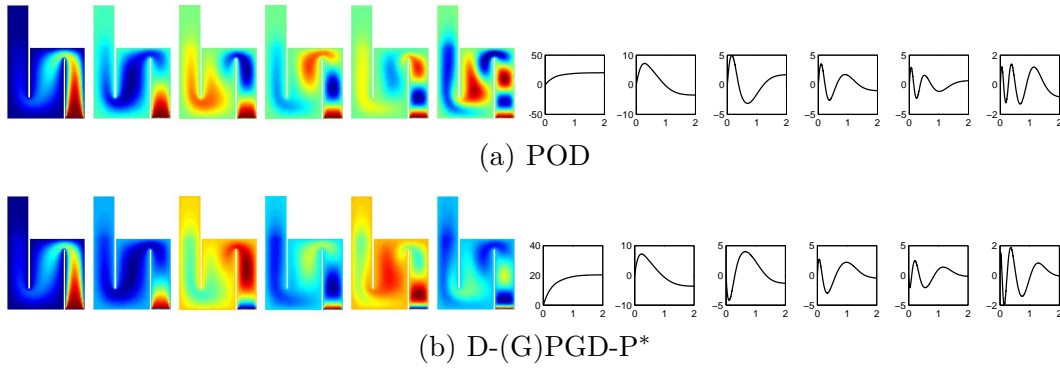 50 10 5 5 5 2
0 0 0 0 0 0
−50 −10 −5 −5 −5 −2
0 1 2 0 1 2 0 1 2 0 1 2 0 1 2 0 1 2
(a) POD
40 10 5 5 5 2
20 0 0 0 0 0
0 −10 −5 −5 −5 −2
0 1 2 0 1 2 0 1 2 0 1 2 0 1 2 0 1 2
(b) D-(G)PGD-P*